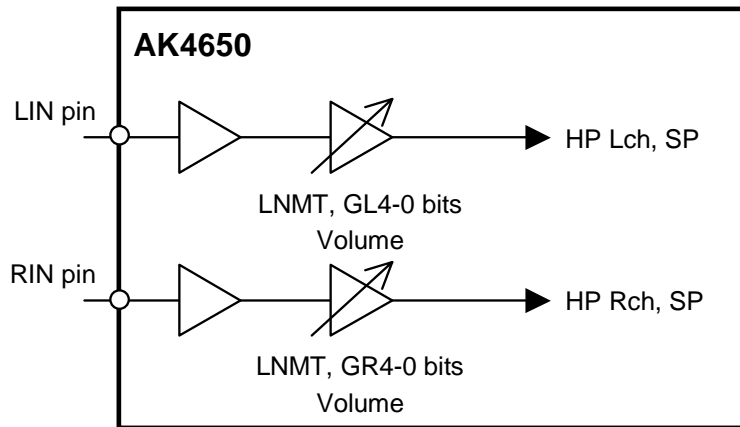 AK4650
LIN pin
HP Lch, SP
LNMT, GL4-0 bits
Volume
RIN pin
HP Rch, SP
LNMT, GR4-0 bits
Volume